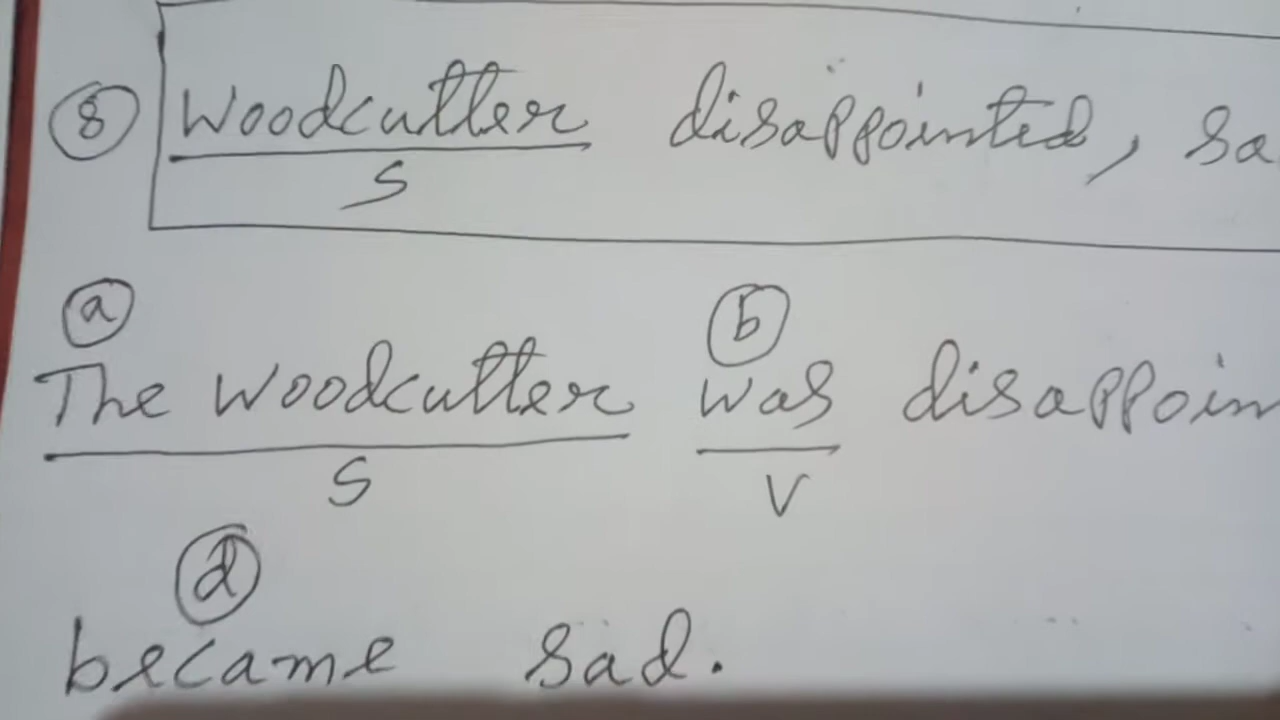 8 Woodcutter disappointed, sa
S
a b
The woodcutter was disappoin
S V
d
became sad.